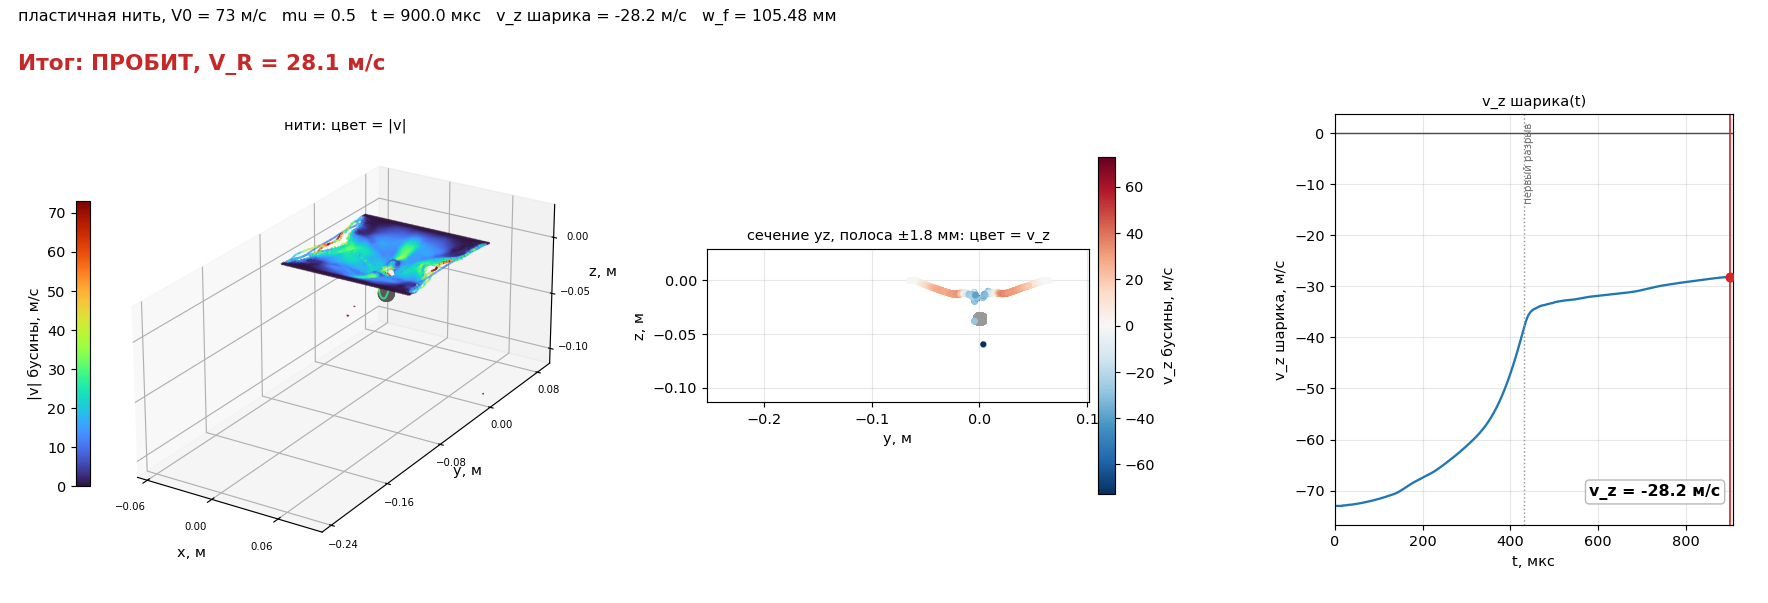 пластичная нить, V0 = 73 м/с   mu = 0.5   t = 900.0 мкс   v_z шарика = -28.2 м/с   w_f = 105.48 мм
Итог: ПРОБИТ, V_R = 28.1 м/с
нити: цвет = |v|
|v| бусины, м/с
70
60
50
40
30
20
10
0
0.00
−0.05
−0.10
z, м
0.08
0.00
−0.08
−0.16
−0.24
y, м
−0.06
0.00
0.06
x, м
сечение yz, полоса ±1.8 мм: цвет = v_z
z, м
0.00
−0.05
−0.10
−0.2
−0.1
0.0
0.1
y, м
60
40
20
0
−20
−40
−60
v_z бусины, м/с
v_z шарика(t)
v_z шарика, м/с
0
−10
−20
−30
−40
−50
−60
−70
первый разрыв
v_z = -28.2 м/с
0
200
400
600
800
t, мкс